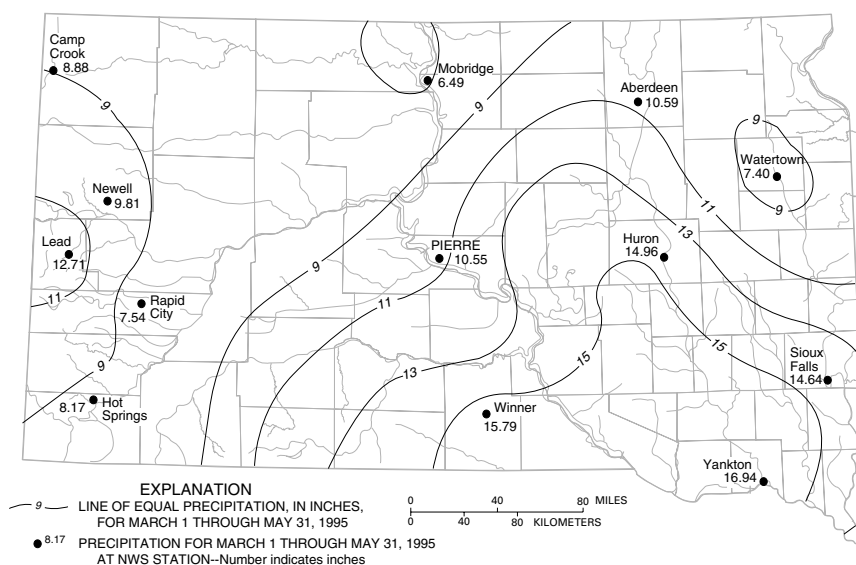 Camp
Crook
8.88
9
Mobridge
6.49
9
Aberdeen
10.59
9
Watertown
7.40
9
Newell
9.81
11
Lead
12.71
13
PIERRE
10.55
Huron
14.96
9
11
11
Rapid
City
7.54
15
15
9
13
Sioux
Falls
14.64
8.17
Hot
Springs
Winner
15.79
Yankton
16.94
EXPLANATION
9 LINE OF EQUAL PRECIPITATION, IN INCHES,
FOR MARCH 1 THROUGH MAY 31, 1995
8.17 PRECIPITATION FOR MARCH 1 THROUGH MAY 31, 1995
AT NWS STATION--Number indicates inches
0 40 80 MILES
0 40 80 KILOMETERS